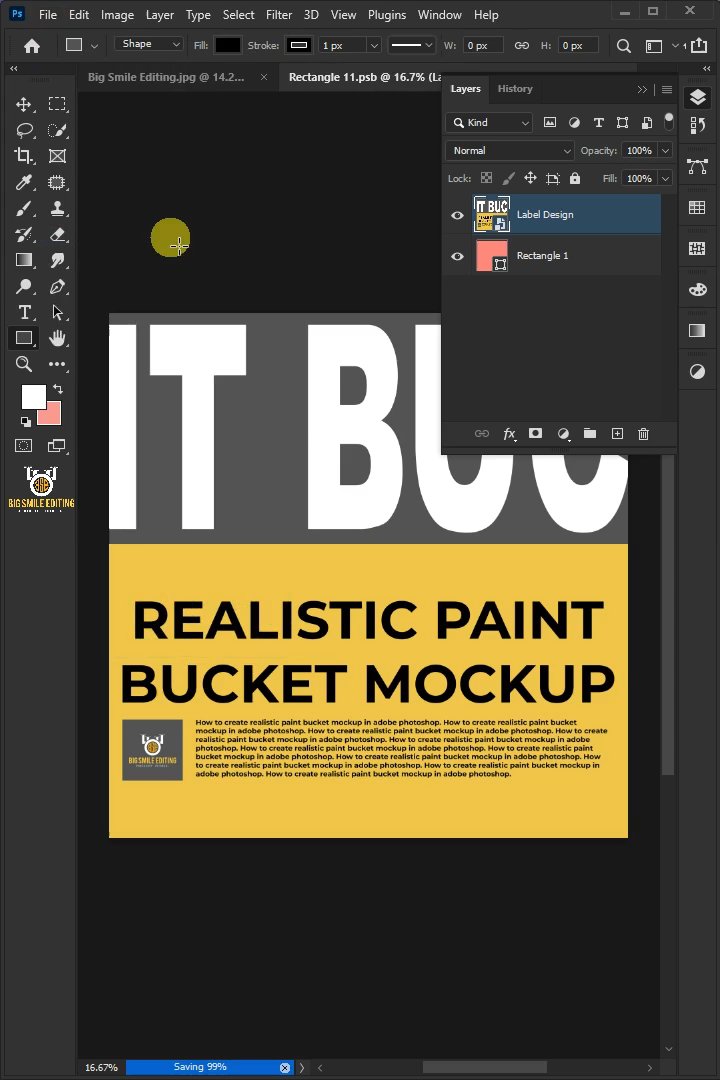 Ps File Edit Image Layer Type Select Filter 3D View Plugins Window Help
Shape Fill: Stroke: 1 px W: 0 px H: 0 px
Big Smile Editing.jpg @ 14.2... × Rectangle 11.psb @ 16.7% (La
Layers History
Kind
Normal Opacity: 100%
Lock: Fill: 100%
Label Design
Rectangle 1
IT BUC
BIG SMILE EDITING
REALISTIC PAINT
BUCKET MOCKUP
How to create realistic paint bucket mockup in adobe photoshop. How to create realistic paint bucket
mockup in adobe photoshop. How to create realistic paint bucket mockup in adobe photoshop. How to create
realistic paint bucket mockup in adobe photoshop. How to create realistic paint bucket mockup in adobe
photoshop. How to create realistic paint bucket mockup in adobe photoshop. How to create realistic paint
bucket mockup in adobe photoshop. How to create realistic paint bucket mockup in adobe photoshop. How
to create realistic paint bucket mockup in adobe photoshop. How to create realistic paint bucket mockup in
adobe photoshop. How to create realistic paint bucket mockup in adobe photoshop.
BIG SMILE EDITING
16.67% Saving 99%